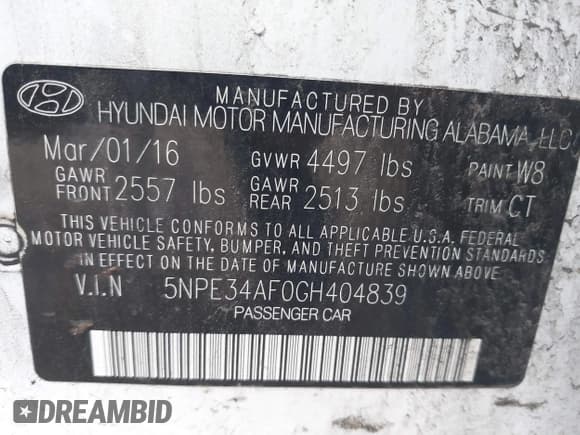 MANUFACTURED BY
HYUNDAI MOTOR MANUFACTURING ALABAMA, LLC
Mar/01/16 GVWR 4497 lbs PAINT W8
GAWR FRONT 2557 lbs GAWR REAR 2513 lbs TRIM CT
THIS VEHICLE CONFORMS TO ALL APPLICABLE U.S.A. FEDERAL
MOTOR VEHICLE SAFETY, BUMPER, AND THEFT PREVENTION STANDARDS
IN EFFECT ON THE DATE OF MANUFACTURE SHOWN ABOVE
V.I.N 5NPE34AF0GH404839
PASSENGER CAR
DREAMBID